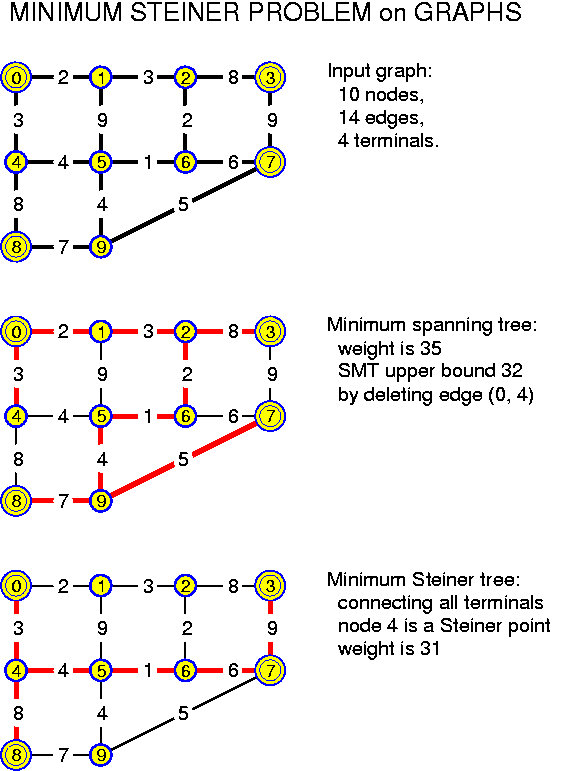 MINIMUM STEINER PROBLEM on GRAPHS
0 2 1 3 2 8 3
Input graph:
10 nodes,
3 9 2 9
14 edges,
4 terminals.
4 4 5 1 6 6 7
8 4 5
8 7 9
0 2 1 3 2 8 3
Minimum spanning tree:
weight is 35
3 9 2 9
SMT upper bound 32
by deleting edge (0, 4)
4 4 5 1 6 6 7
8 4 5
8 7 9
0 2 1 3 2 8 3
Minimum Steiner tree:
connecting all terminals
3 9 2 9
node 4 is a Steiner point
weight is 31
4 4 5 1 6 6 7
8 4 5
8 7 9